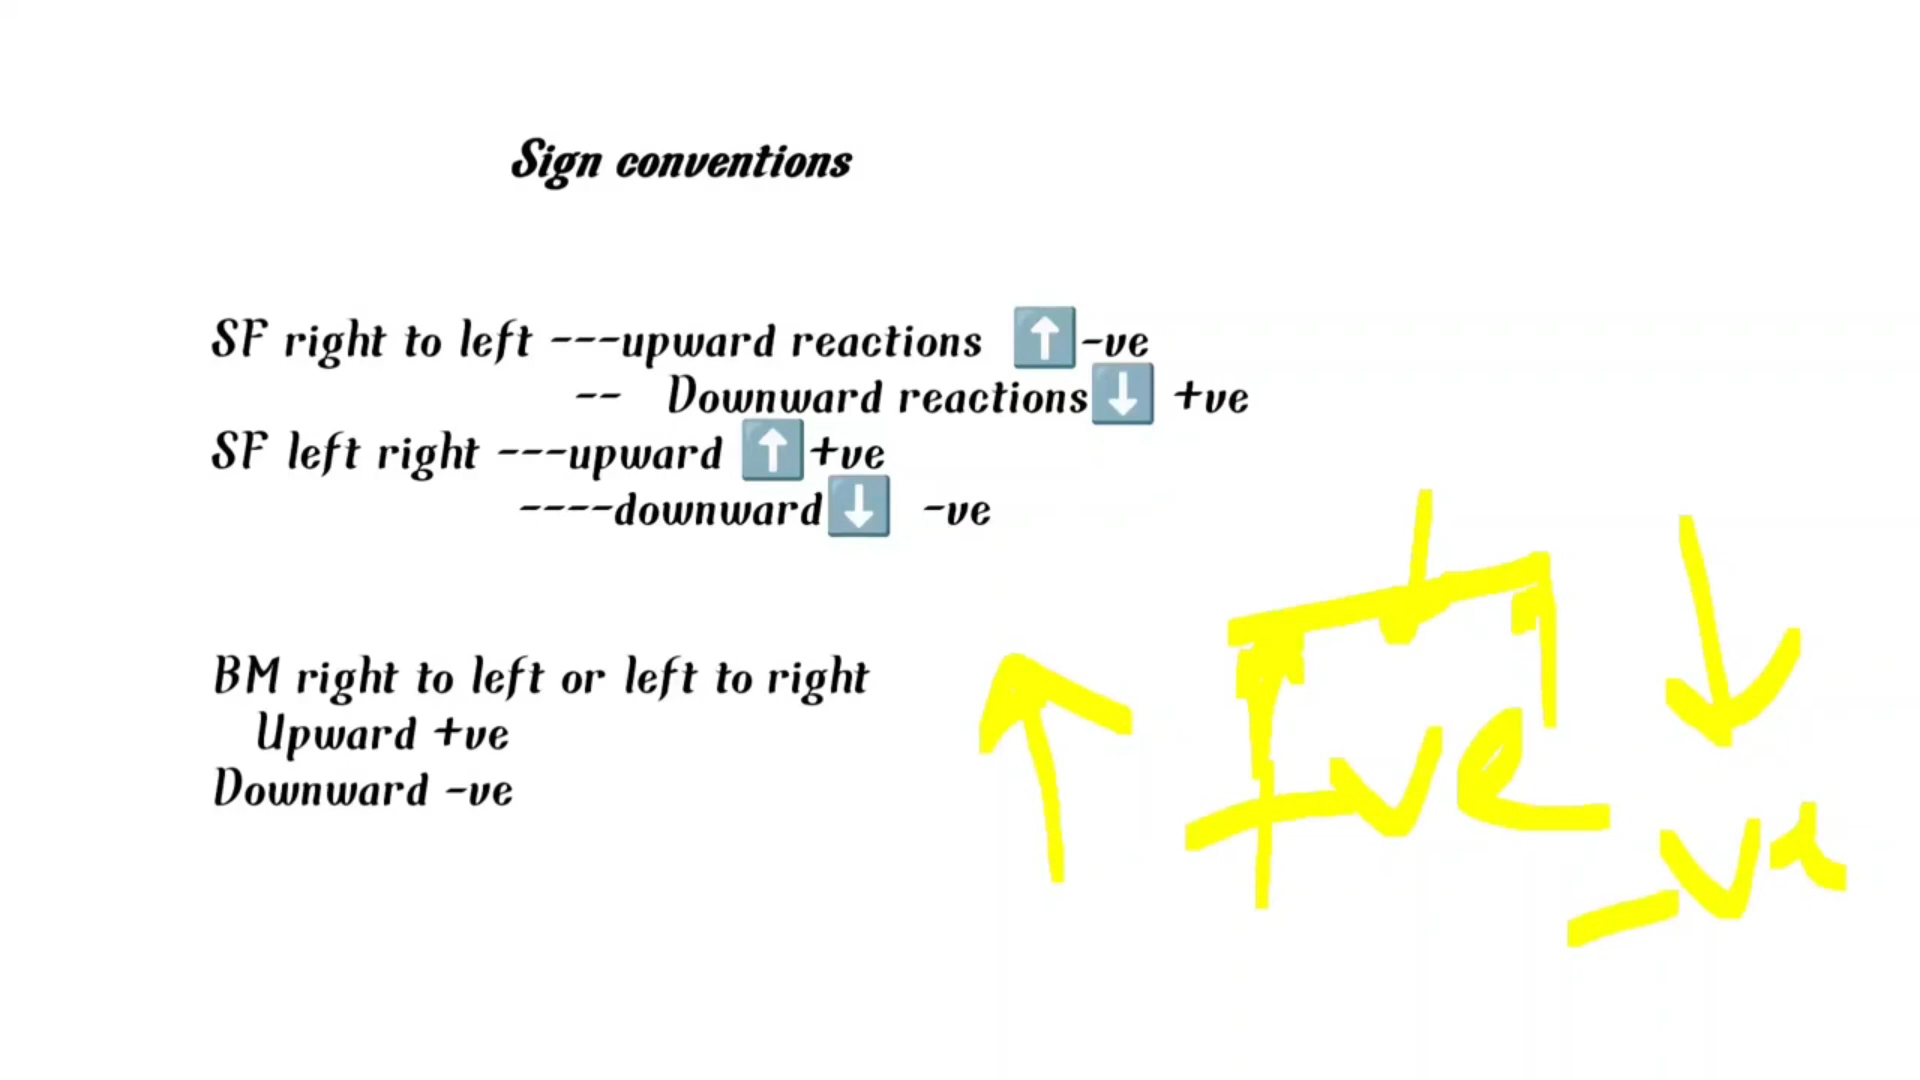 Sign conventions
SF right to left ---upward reactions ⬆️-ve
-- Downward reactions⬇️ +ve
SF left right ---upward ⬆️+ve
----downward⬇️ -ve
BM right to left or left to right
Upward +ve
Downward -ve
+ve
-ve